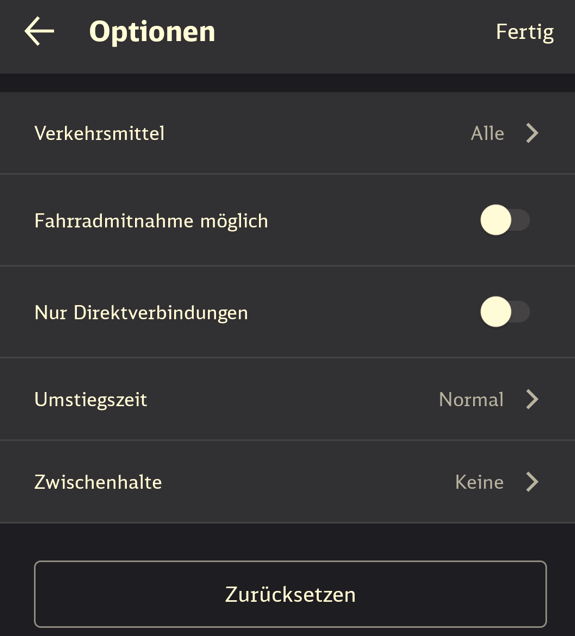 Optionen
Fertig
Verkehrsmittel
Alle
Fahrradmitnahme möglich
Nur Direktverbindungen
Umstiegszeit
Normal
Zwischenhalte
Keine
Zurücksetzen